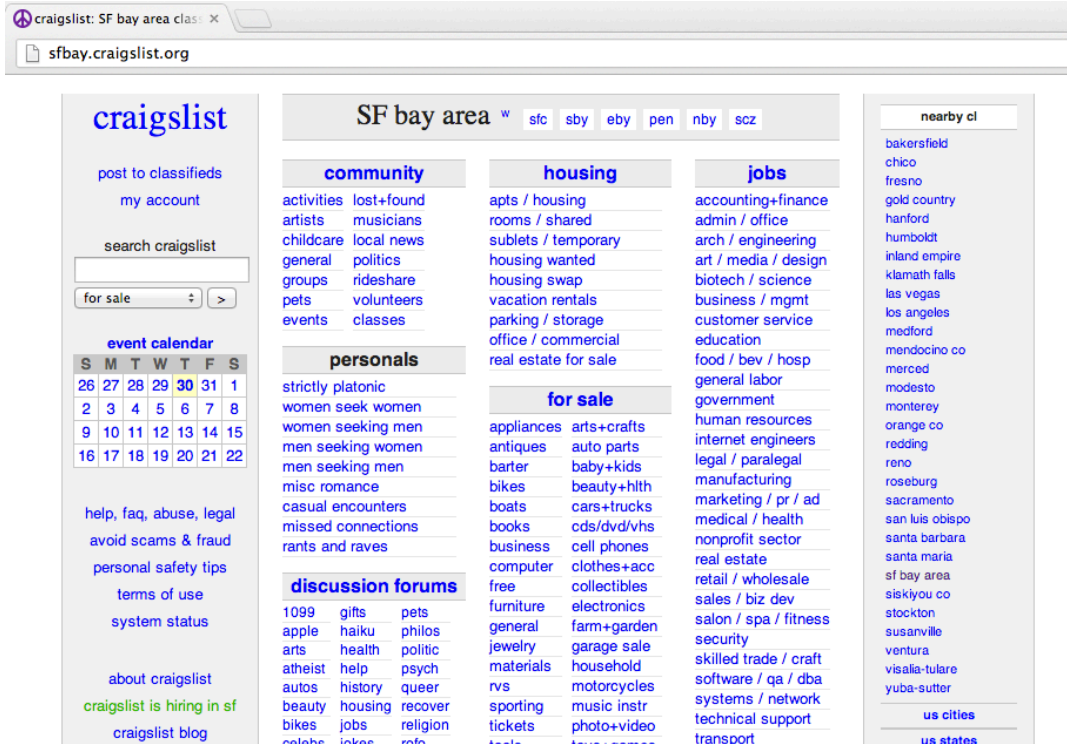 craigslist: SF bay area clas
sfbay.craigslist.org
craigslist
post to classifieds
my account
search craigslist
for sale
>
event calendar
S M T W T F S
26 27 28 29 30 31 1
2 3 4 5 6 7 8
9 10 11 12 13 14 15
16 17 18 19 20 21 22
help, faq, abuse, legal
avoid scams & fraud
personal safety tips
terms of use
system status
about craigslist
craigslist is hiring in sf
craigslist blog
SF bay area w sfc sby eby pen nby scz
community
activities lost+found
artists musicians
childcare local news
general politics
groups rideshare
pets volunteers
events classes
personals
strictly platonic
women seek women
women seeking men
men seeking women
men seeking men
misc romance
casual encounters
missed connections
rants and raves
discussion forums
1099 gifts pets
apple haiku philos
arts health politic
atheist help psych
autos history queer
beauty housing recover
bikes jobs religion
celebs jokes rofo
housing
apts / housing
rooms / shared
sublets / temporary
housing wanted
housing swap
vacation rentals
parking / storage
office / commercial
real estate for sale
for sale
appliances arts+crafts
antiques auto parts
barter baby+kids
bikes beauty+hlth
boats cars+trucks
books cds/dvd/vhs
business cell phones
computer clothes+acc
free collectibles
furniture electronics
general farm+garden
jewelry garage sale
materials household
rvs motorcycles
sporting music instr
tickets photo+video
tools toys+games
jobs
accounting+finance
admin / office
arch / engineering
art / media / design
biotech / science
business / mgmt
customer service
education
food / bev / hosp
general labor
government
human resources
internet engineers
legal / paralegal
manufacturing
marketing / pr / ad
medical / health
nonprofit sector
real estate
retail / wholesale
sales / biz dev
salon / spa / fitness
security
skilled trade / craft
software / qa / dba
systems / network
technical support
transport
nearby cl
bakersfield
chico
fresno
gold country
hanford
humboldt
inland empire
klamath falls
las vegas
los angeles
medford
mendocino co
merced
modesto
monterey
orange co
redding
reno
roseburg
sacramento
san luis obispo
santa barbara
santa maria
sf bay area
siskiyou co
stockton
susanville
ventura
visalia-tulare
yuba-sutter
us cities
us states